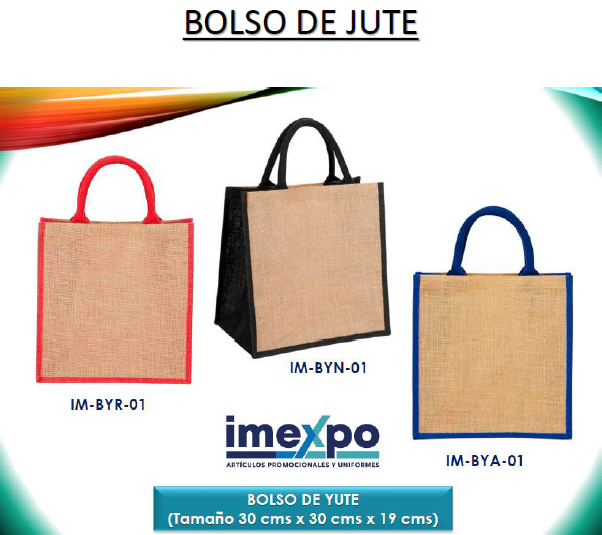 BOLSO DE JUTE
IM-BYN-01
IM-BYR-01
IM-BYA-01
imexpo
ARTÍCULOS PROMOCIONALES Y UNIFORMES
BOLSO DE YUTE
(Tamaño 30 cms x 30 cms x 19 cms)